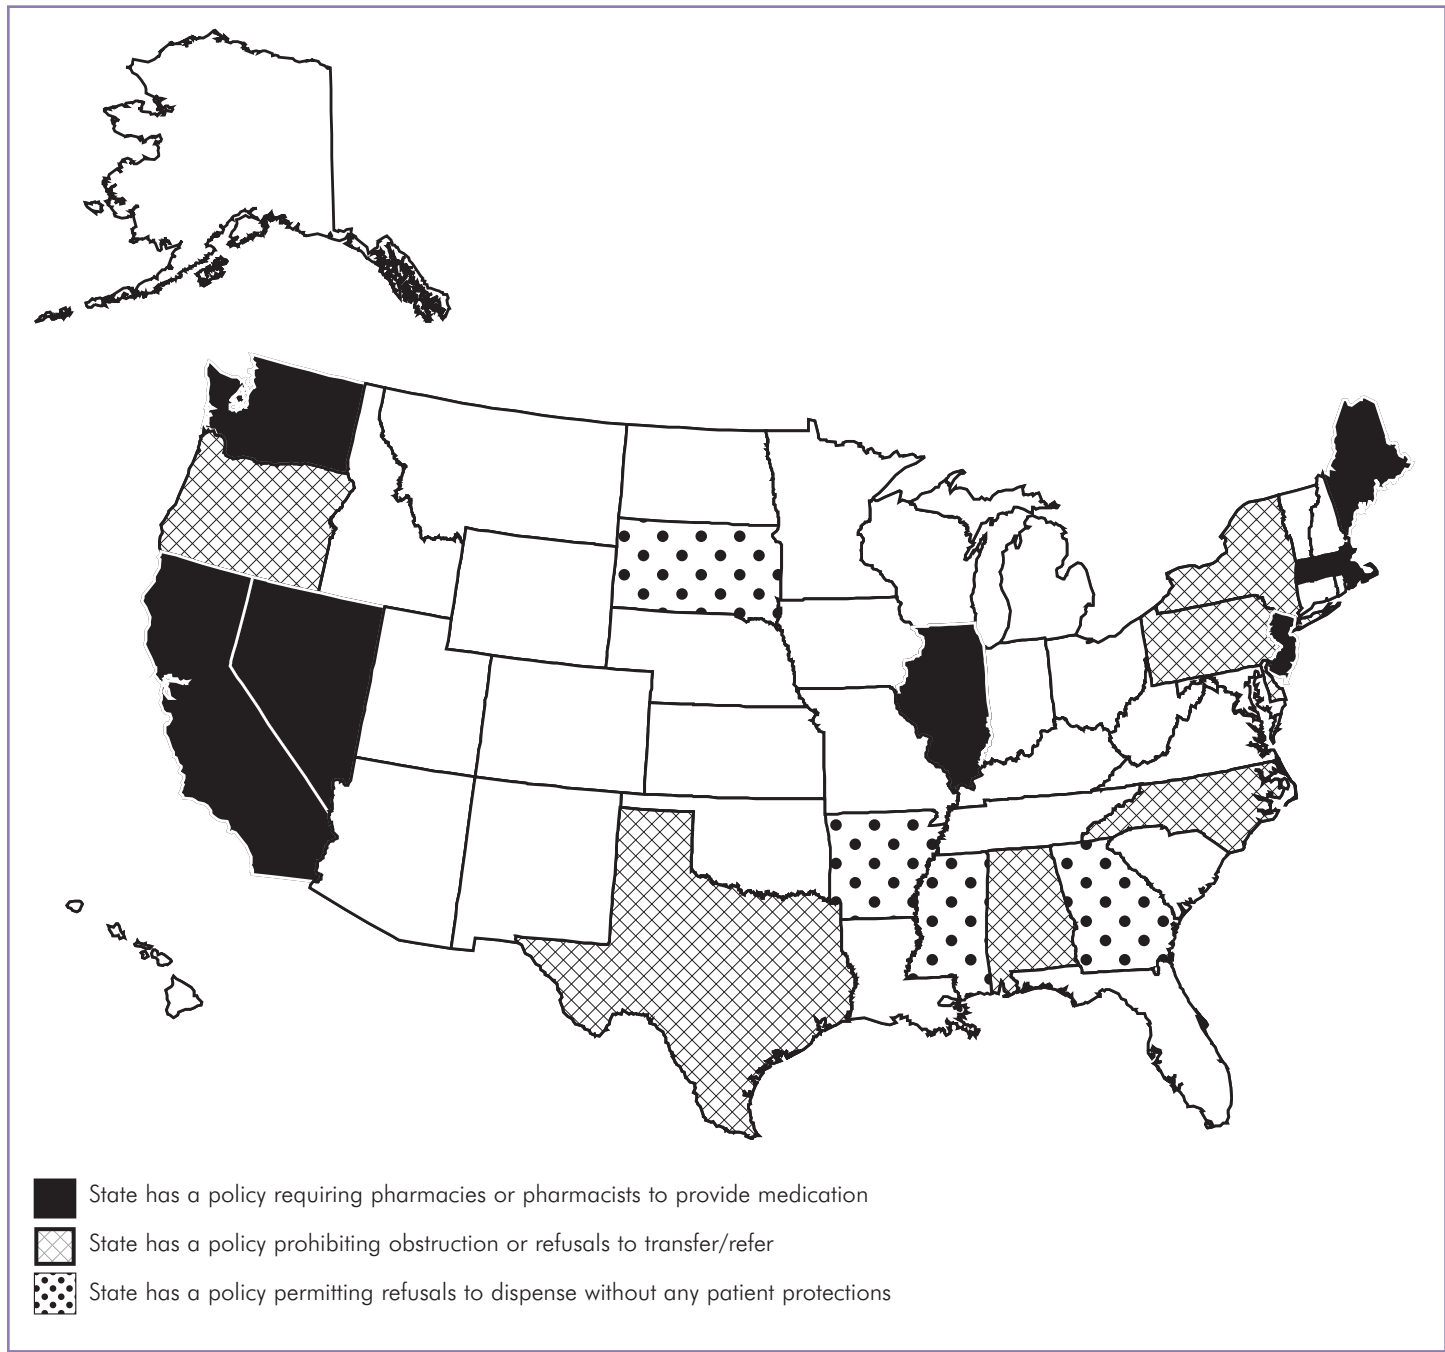 State has a policy requiring pharmacies or pharmacists to provide medication
State has a policy prohibiting obstruction or refusals to transfer/refer
State has a policy permitting refusals to dispense without any patient protections